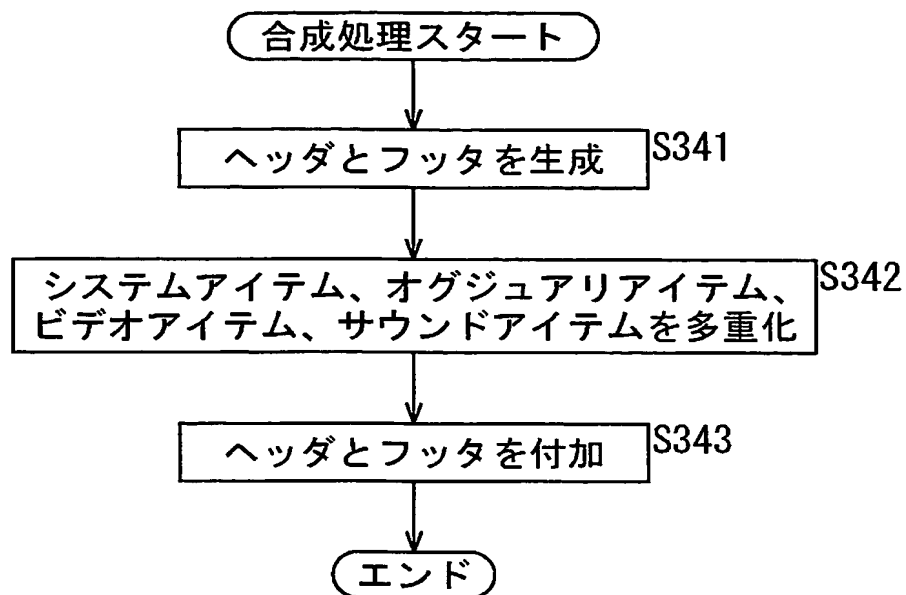 合成処理スタート
ヘッダとフッタを生成
S341
システムアイテム、オグジュアリアイテム、
ビデオアイテム、サウンドアイテムを多重化
S342
ヘッダとフッタを付加
S343
エンド